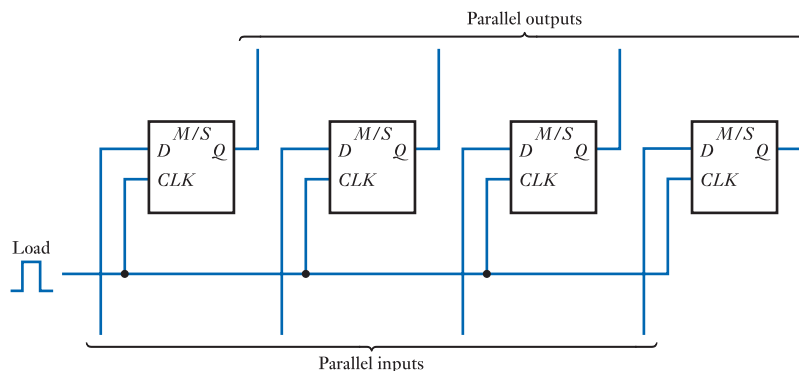 Parallel outputs
M/S M/S M/S M/S
D Q D Q D Q D Q
CLK CLK CLK CLK
Load
Parallel inputs